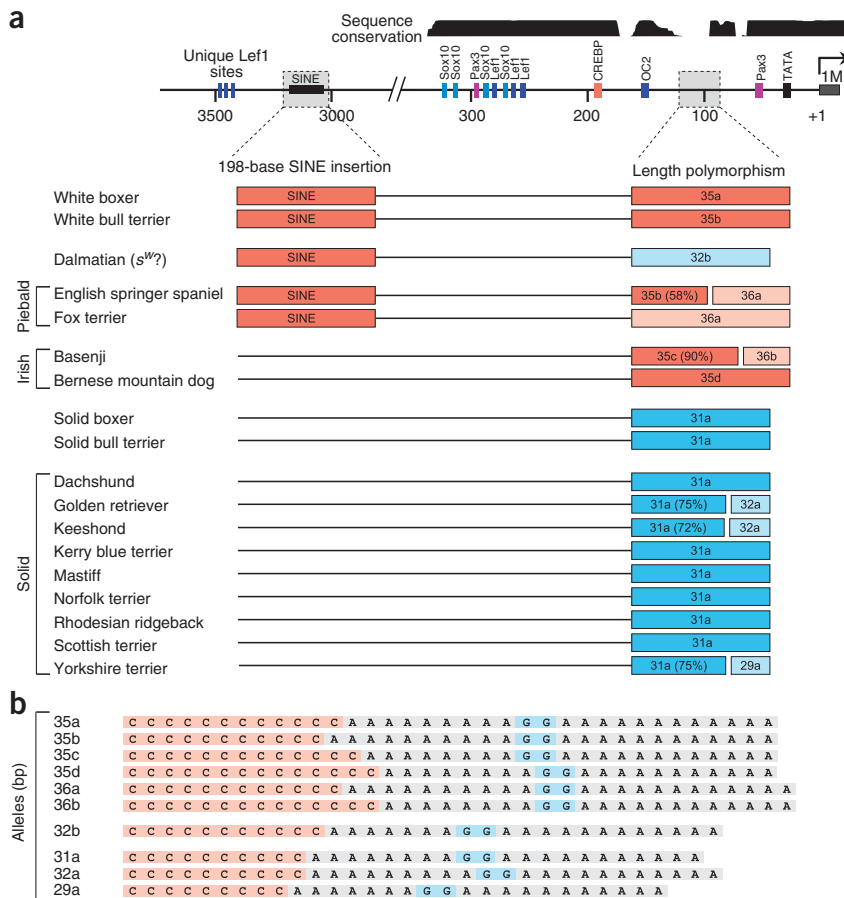 a
Sequence conservation
Unique Lef1 sites
SINE
Sox10
Sox10
Pax3
Sox10
Lef1
Sox10
Lef1
Lef1
CREBP
OC2
Pax3
TATA
1M
3500 3000 300 200 100 +1
198-base SINE insertion Length polymorphism
White boxer SINE 35a
White bull terrier SINE 35b
Dalmatian (s^w?) SINE 32b
Piebald
English springer spaniel SINE 35b (58%) 36a
Fox terrier SINE 36a
Irish
Basenji 35c (90%) 36b
Bernese mountain dog 35d
Solid boxer 31a
Solid bull terrier 31a
Solid
Dachshund 31a
Golden retriever 31a (75%) 32a
Keeshond 31a (72%) 32a
Kerry blue terrier 31a
Mastiff 31a
Norfolk terrier 31a
Rhodesian ridgeback 31a
Scottish terrier 31a
Yorkshire terrier 31a (75%) 29a
b
Alleles (bp)
35a C C C C C C C C C C C C A A A A A A A A A G G A A A A A A A A A A A A
35b C C C C C C C C C C C A A A A A A A A A A G G A A A A A A A A A A A A
35c C C C C C C C C C C C C C A A A A A A A A G G A A A A A A A A A A A A
35d C C C C C C C C C C C C C C A A A A A A A A G G A A A A A A A A A A A
36a C C C C C C C C C C C C C A A A A A A A A A G G A A A A A A A A A A A A
36b C C C C C C C C C C C C C C A A A A A A A A G G A A A A A A A A A A A A
32b C C C C C C C C C C C A A A A A A A G G A A A A A A A A A A A A
31a C C C C C C C C C C A A A A A A A A G G A A A A A A A A A A A
32a C C C C C C C C C C A A A A A A A A A G G A A A A A A A A A A A
29a C C C C C C C C C A A A A A A A G G A A A A A A A A A A A